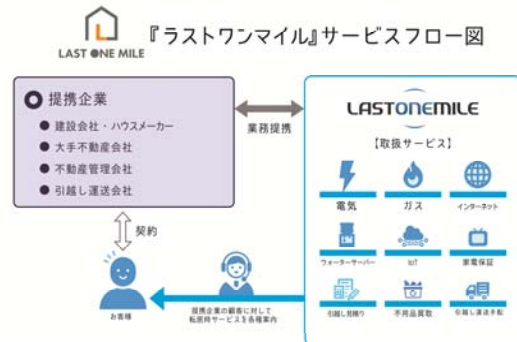 LAST ONE MILE
『ラストワンマイル』サービスフロー図
提携企業
建設会社・ハウスメーカー
大手不動産会社
不動産管理会社
引越し運送会社
業務提携
LASTONEMILE
【取扱サービス】
電気
ガス
インターネット
ウォーターサーバー
IoT
家電保証
引越し見積り
不用品買取
引越し運送手配
契約
お客様
提携企業の顧客に対して
転居時サービスを各種案内